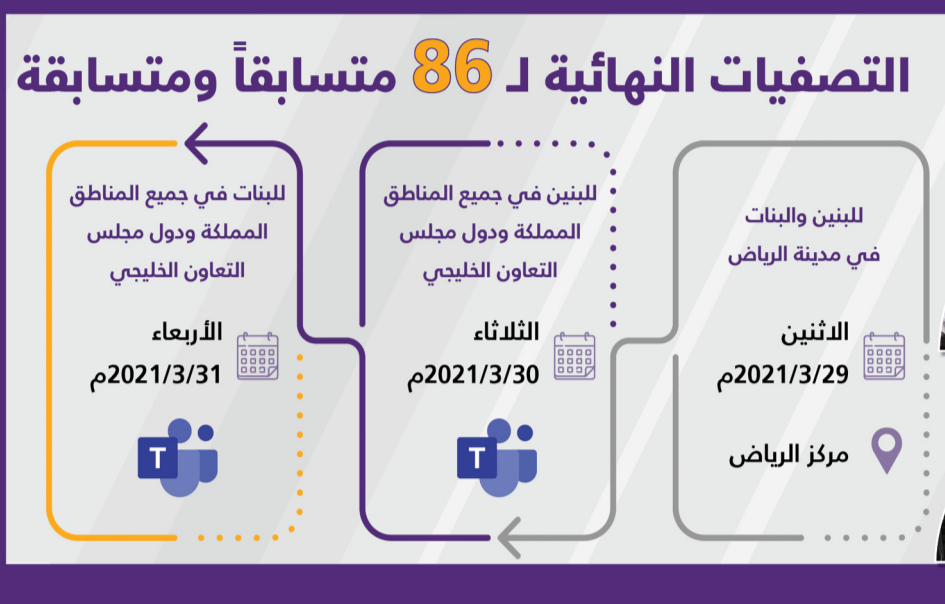 التصفيات النهائية لـ 86 متسابقاً ومتسابقة
للبنين والبنات
في مدينة الرياض
الاثنين
2021/3/29م
مركز الرياض
للبنين في جميع المناطق
المملكة ودول مجلس
التعاون الخليجي
الثلاثاء
2021/3/30م
T
للبنات في جميع المناطق
المملكة ودول مجلس
التعاون الخليجي
الأربعاء
2021/3/31م
T